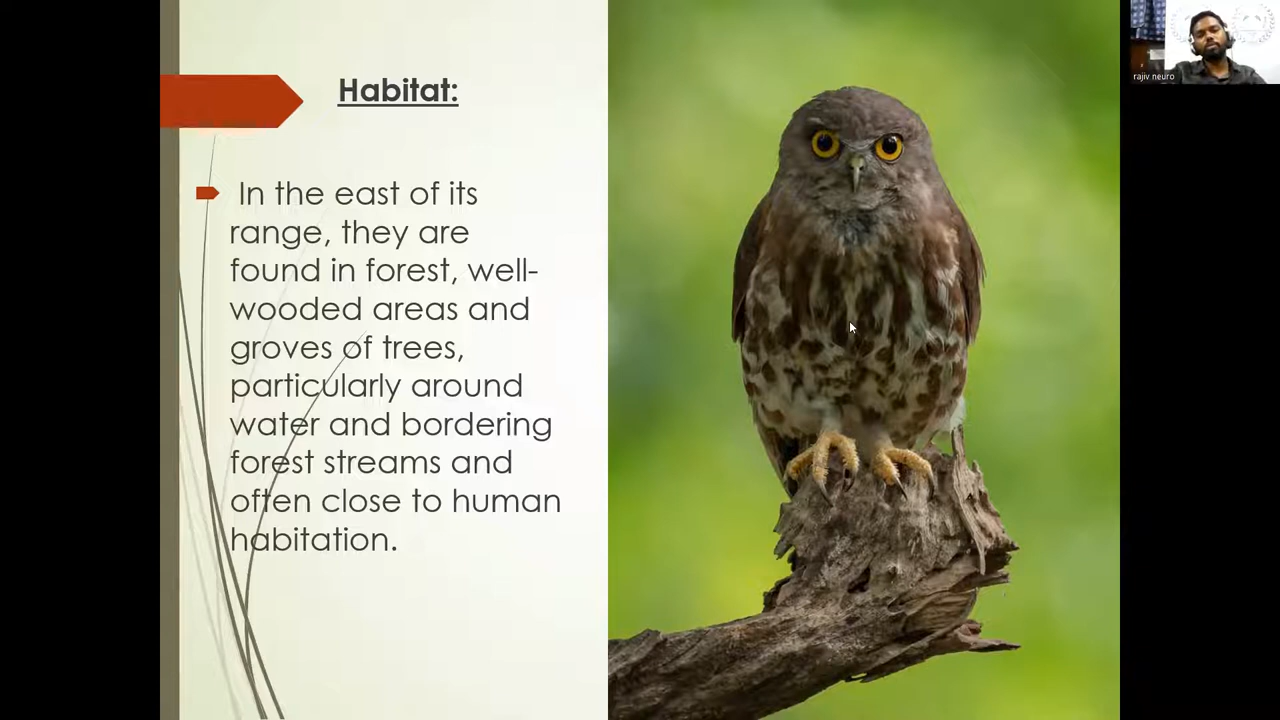 Habitat:
In the east of its
range, they are
found in forest, well-
wooded areas and
groves of trees,
particularly around
water and bordering
forest streams and
often close to human
habitation.
rajiv neuro